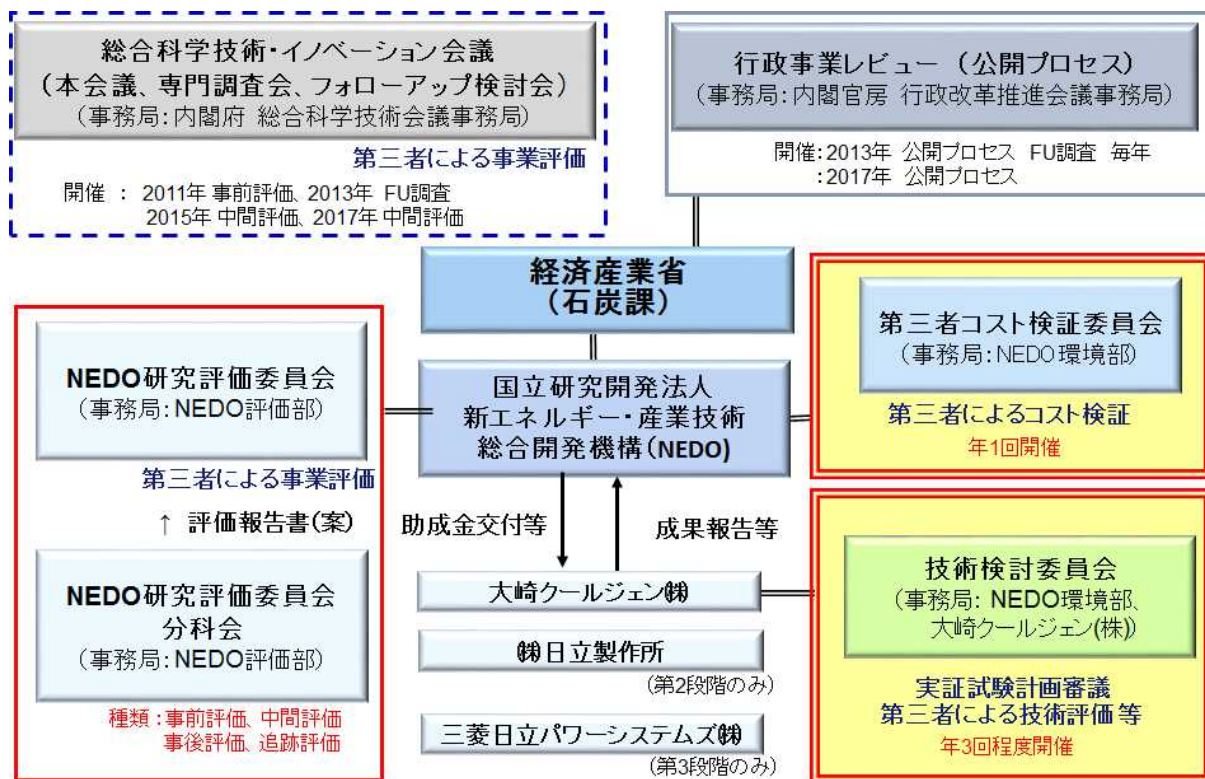 総合科学技術・イノベーション会議
(本会議、専門調査会、フォローアップ検討会)
(事務局:内閣府 総合科学技術会議事務局)
第三者による事業評価
開催 : 2011年 事前評価、2013年 FU調査
2015年 中間評価、2017年 中間評価
行政事業レビュー (公開プロセス)
(事務局:内閣官房 行政改革推進会議事務局)
開催:2013年 公開プロセス FU調査 毎年
:2017年 公開プロセス
経済産業省
(石炭課)
NEDO研究評価委員会
(事務局:NEDO評価部)
第三者による事業評価
↑ 評価報告書(案)
NEDO研究評価委員会
分科会
(事務局:NEDO評価部)
種類:事前評価、中間評価
事後評価、追跡評価
国立研究開発法人
新エネルギー・産業技術
総合開発機構(NEDO)
助成金交付等
成果報告等
大崎クールジェン㈱
㈱日立製作所
(第2段階のみ)
三菱日立パワーシステムズ㈱
(第3段階のみ)
第三者コスト検証委員会
(事務局:NEDO環境部)
第三者によるコスト検証
年1回開催
技術検討委員会
(事務局: NEDO環境部、
大崎クールジェン(株))
実証試験計画審議
第三者による技術評価等
年3回程度開催